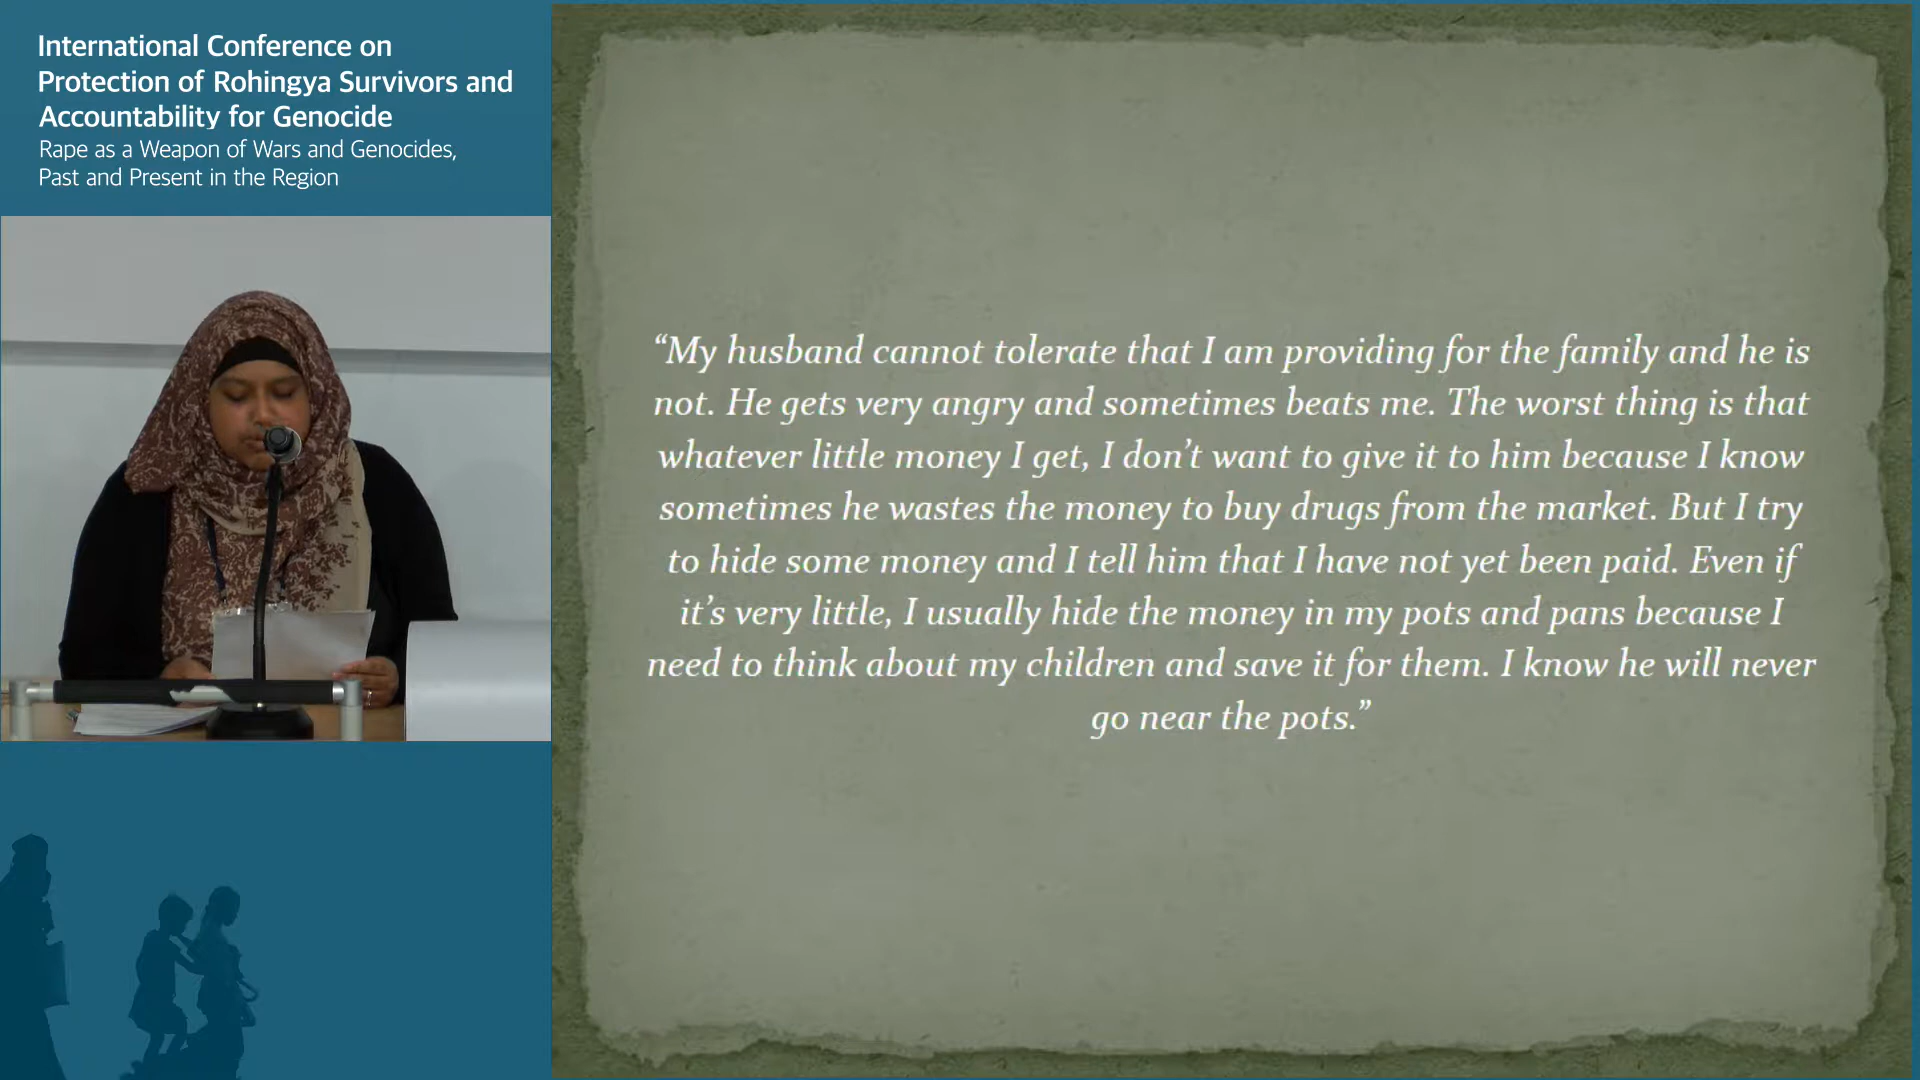 International Conference on
Protection of Rohingya Survivors and
Accountability for Genocide
Rape as a Weapon of Wars and Genocides,
Past and Present in the Region
“My husband cannot tolerate that I am providing for the family and he is
not. He gets very angry and sometimes beats me. The worst thing is that
whatever little money I get, I don’t want to give it to him because I know
sometimes he wastes the money to buy drugs from the market. But I try
to hide some money and I tell him that I have not yet been paid. Even if
it’s very little, I usually hide the money in my pots and pans because I
need to think about my children and save it for them. I know he will never
go near the pots.”